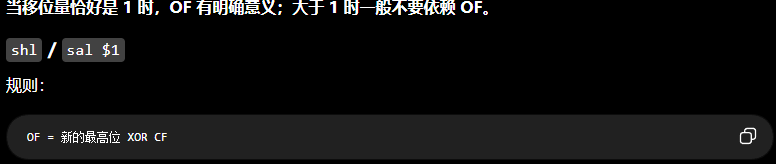 当移位量恰好是 1 时，OF 有明确意义；大于 1 时一般不要依赖 OF。
shl / sal $1
规则：
OF = 新的最高位 XOR CF